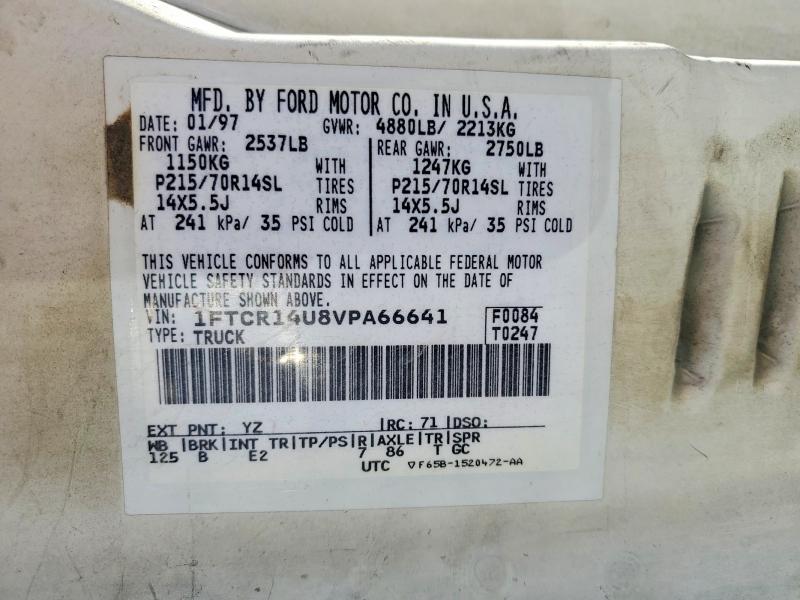 MFD. BY FORD MOTOR CO. IN U.S.A.
DATE: 01/97 GVWR: 4880LB/ 2213KG
FRONT GAWR: 2537LB REAR GAWR: 2750LB
1150KG WITH 1247KG WITH
P215/70R14SL TIRES P215/70R14SL TIRES
14X5.5J RIMS 14X5.5J RIMS
AT 241 kPa/ 35 PSI COLD AT 241 kPa/ 35 PSI COLD
THIS VEHICLE CONFORMS TO ALL APPLICABLE FEDERAL MOTOR
VEHICLE SAFETY STANDARDS IN EFFECT ON THE DATE OF
MANUFACTURE SHOWN ABOVE.
VIN: 1FTCR14U8VPA66641 F0084
TYPE: TRUCK T0247
EXT PNT: YZ RC: 71 DSO:
WB BRK INT TR TP/PS R AXLE TR SPR
125 B E2 7 86 T GC
UTC ▽F65B-1520472-AA